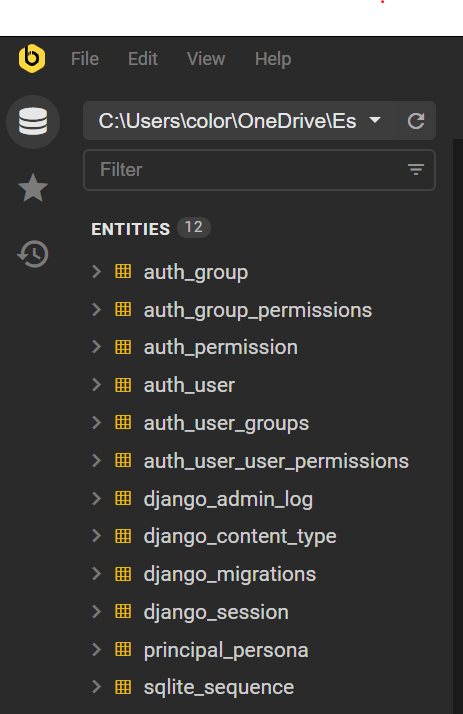 File Edit View Help
C:\Users\color\OneDrive\Es
Filter
ENTITIES 12
auth_group
auth_group_permissions
auth_permission
auth_user
auth_user_groups
auth_user_user_permissions
django_admin_log
django_content_type
django_migrations
django_session
principal_persona
sqlite_sequence